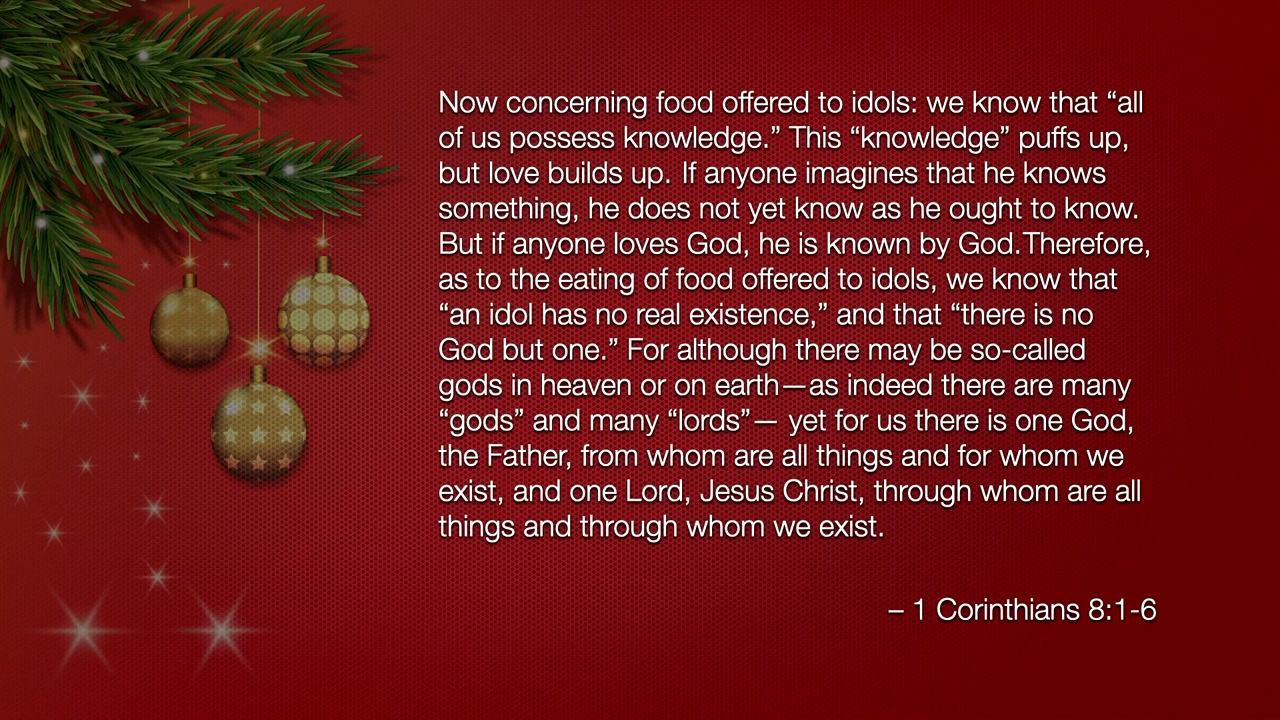 Now concerning food offered to idols: we know that “all
of us possess knowledge.” This “knowledge” puffs up,
but love builds up. If anyone imagines that he knows
something, he does not yet know as he ought to know.
But if anyone loves God, he is known by God.Therefore,
as to the eating of food offered to idols, we know that
“an idol has no real existence,” and that “there is no
God but one.” For although there may be so-called
gods in heaven or on earth—as indeed there are many
“gods” and many “lords”— yet for us there is one God,
the Father, from whom are all things and for whom we
exist, and one Lord, Jesus Christ, through whom are all
things and through whom we exist.
– 1 Corinthians 8:1-6